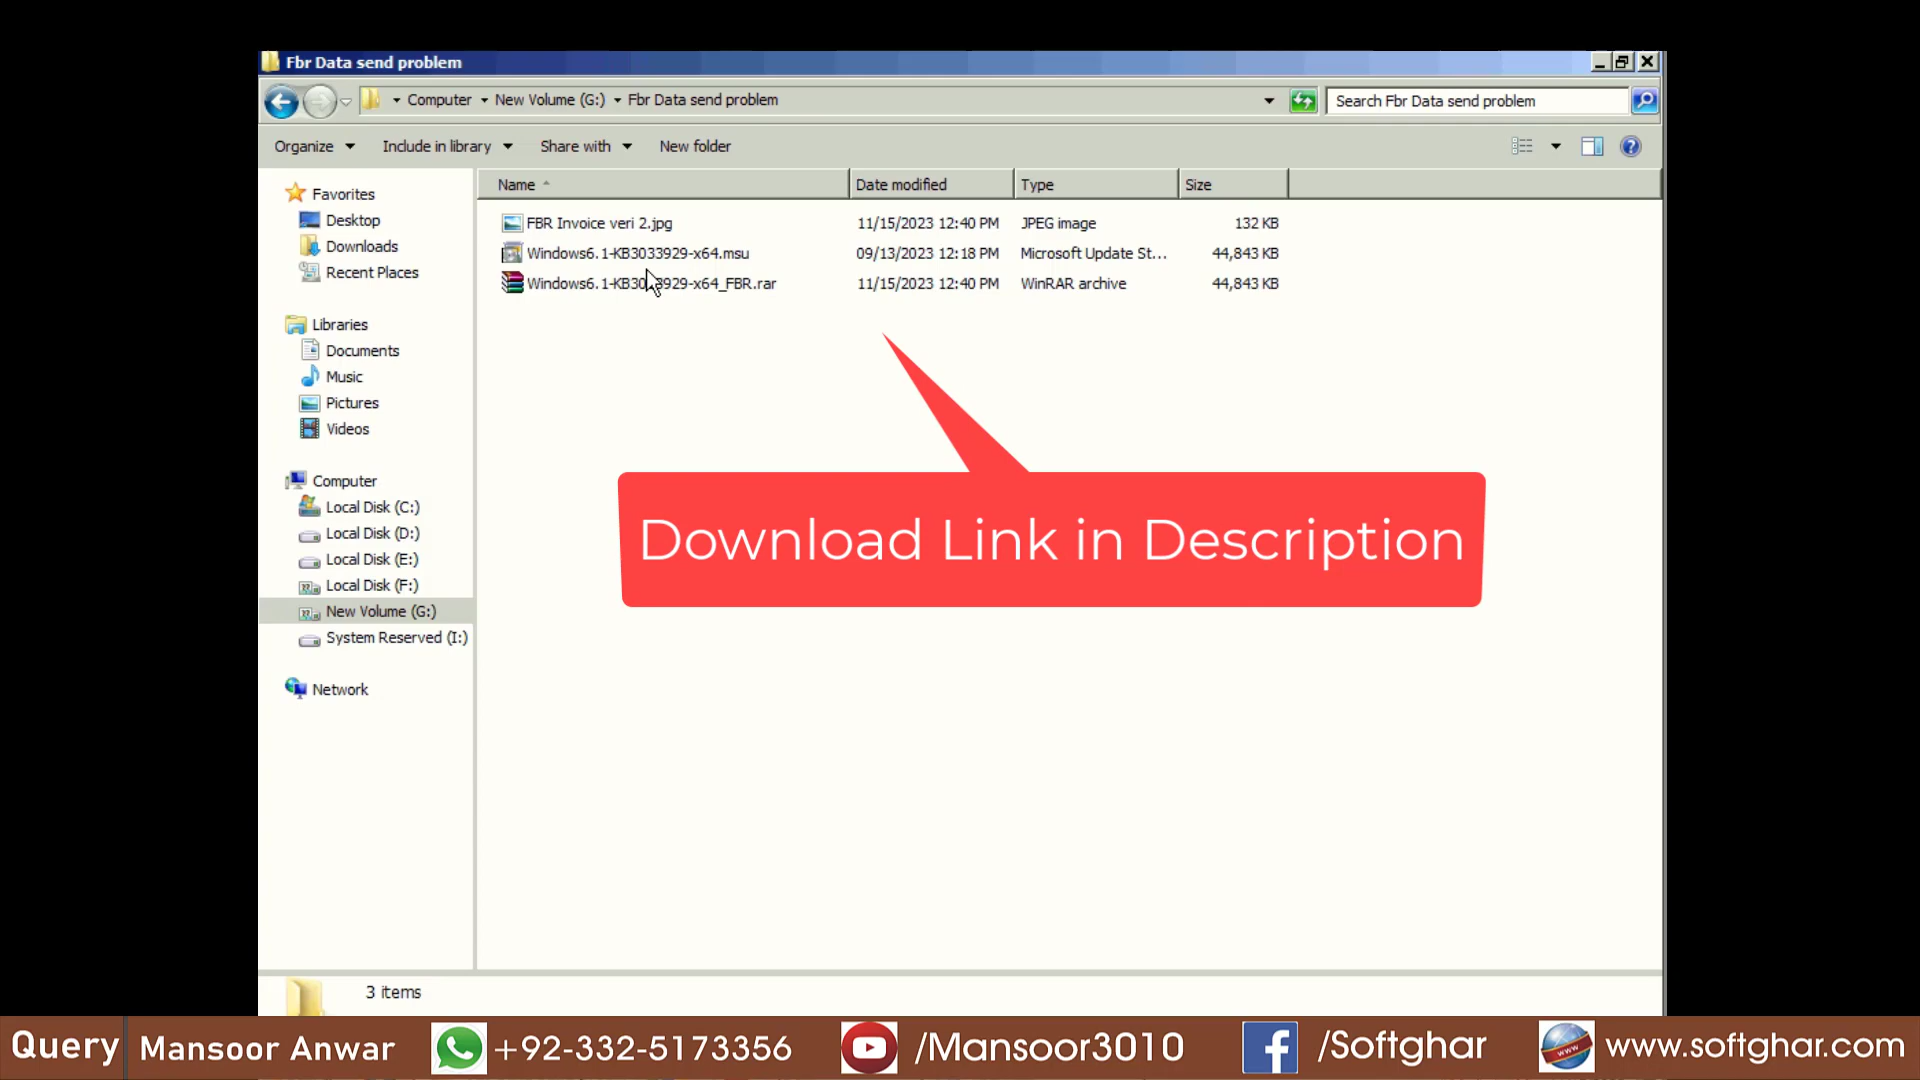 Fbr Data send problem
Computer New Volume (G:) Fbr Data send problem
Search Fbr Data send problem
Organize Include in library Share with New folder
Name Date modified Type Size
FBR Invoice veri 2.jpg 11/15/2023 12:40 PM JPEG image 132 KB
Windows6.1-KB3033929-x64.msu 09/13/2023 12:18 PM Microsoft Update St... 44,843 KB
Windows6.1-KB3033929-x64_FBR.rar 11/15/2023 12:40 PM WinRAR archive 44,843 KB
Favorites
Desktop
Downloads
Recent Places
Libraries
Documents
Music
Pictures
Videos
Computer
Local Disk (C:)
Local Disk (D:)
Local Disk (E:)
Local Disk (F:)
New Volume (G:)
System Reserved (I:)
Network
Download Link in Description
3 items
Query Mansoor Anwar +92-332-5173356 /Mansoor3010 /Softghar www.softghar.com